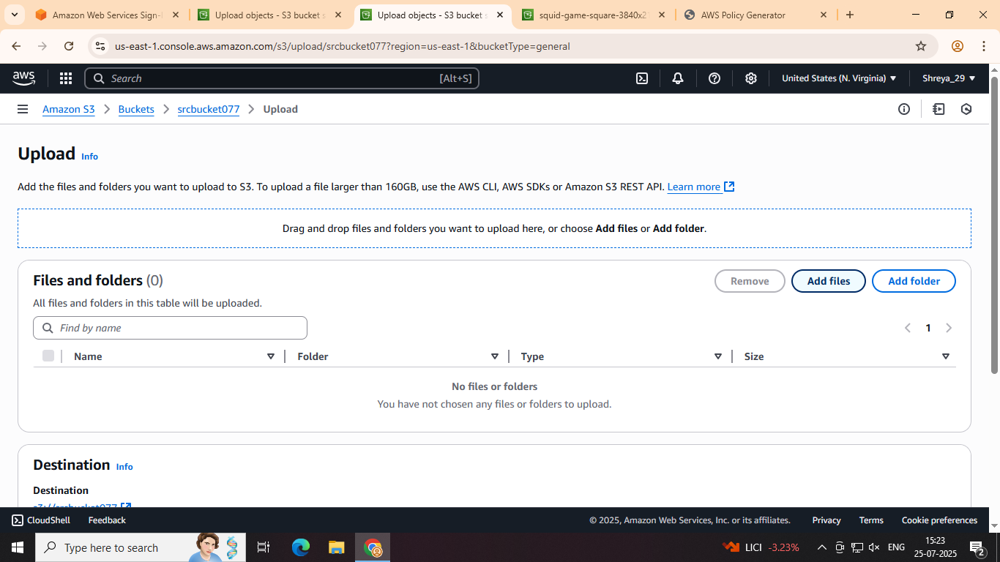 Amazon Web Services Sign-
Upload objects - S3 bucket s
Upload objects - S3 bucket s
squid-game-square-3840x2
AWS Policy Generator
us-east-1.console.aws.amazon.com/s3/upload/srcbucket077?region=us-east-1&bucketType=general
aws
Search
[Alt+S]
United States (N. Virginia)
Shreya_29
Amazon S3
Buckets
srcbucket077
Upload
Upload Info
Add the files and folders you want to upload to S3. To upload a file larger than 160GB, use the AWS CLI, AWS SDKs or Amazon S3 REST API. Learn more
Drag and drop files and folders you want to upload here, or choose Add files or Add folder.
Files and folders (0)
Remove
Add files
Add folder
All files and folders in this table will be uploaded.
Find by name
1
Name
Folder
Type
Size
No files or folders
You have not chosen any files or folders to upload.
Destination Info
Destination
s3://srcbucket077
CloudShell
Feedback
© 2025, Amazon Web Services, Inc. or its affiliates.
Privacy
Terms
Cookie preferences
Type here to search
LICI -3.23%
ENG
15:23
25-07-2025
2